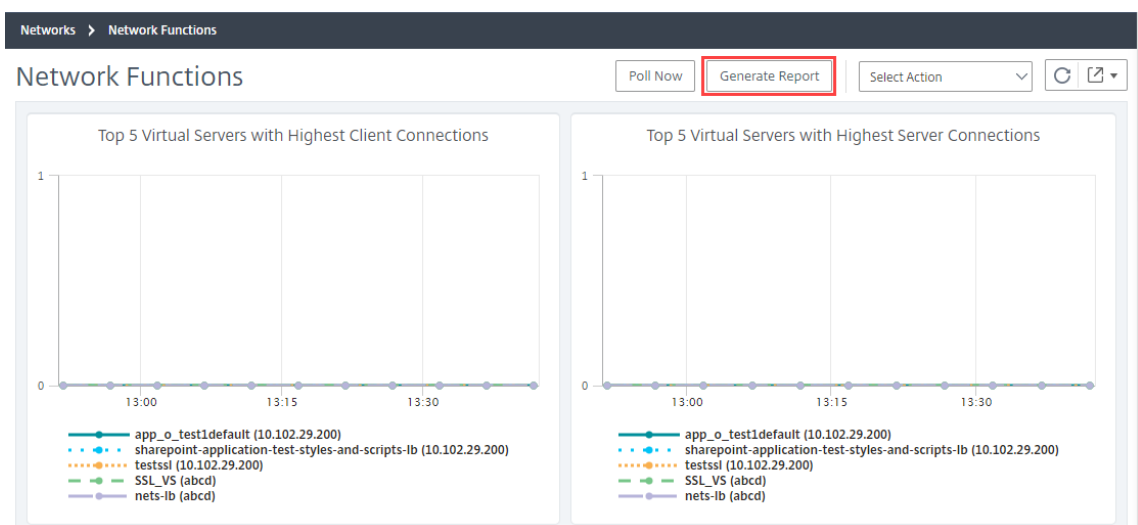 Networks > Network Functions
Network Functions
Poll Now
Generate Report
Select Action
Top 5 Virtual Servers with Highest Client Connections
1
0
13:00 13:15 13:30
app_o_test1default (10.102.29.200)
sharepoint-application-test-styles-and-scripts-lb (10.102.29.200)
testssl (10.102.29.200)
SSL_VS (abcd)
nets-lb (abcd)
Top 5 Virtual Servers with Highest Server Connections
1
0
13:00 13:15 13:30
app_o_test1default (10.102.29.200)
sharepoint-application-test-styles-and-scripts-lb (10.102.29.200)
testssl (10.102.29.200)
SSL_VS (abcd)
nets-lb (abcd)